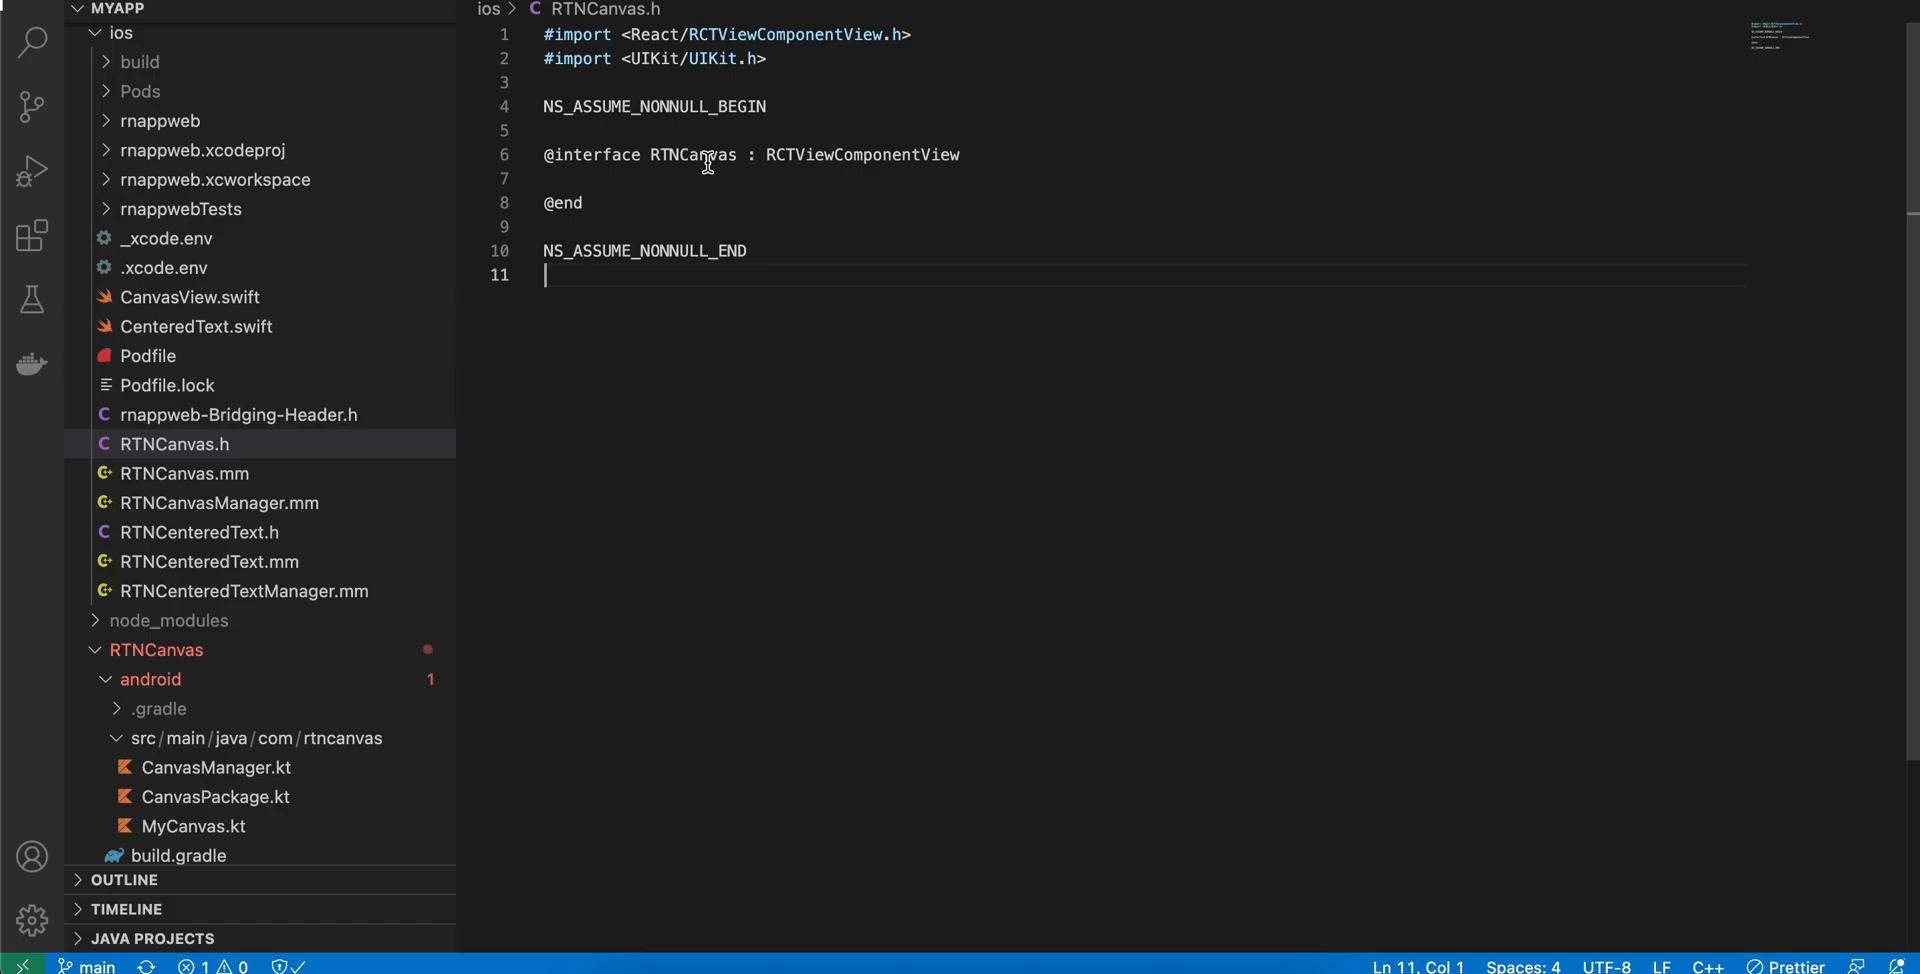 MYAPP
ios
build
Pods
rnappweb
rnappweb.xcodeproj
rnappweb.xcworkspace
rnappwebTests
_xcode.env
.xcode.env
CanvasView.swift
CenteredText.swift
Podfile
Podfile.lock
rnappweb-Bridging-Header.h
RTNCanvas.h
RTNCanvas.mm
RTNCanvasManager.mm
RTNCenteredText.h
RTNCenteredText.mm
RTNCenteredTextManager.mm
node_modules
RTNCanvas
android 1
.gradle
src/main/java/com/rtncanvas
CanvasManager.kt
CanvasPackage.kt
MyCanvas.kt
build.gradle
OUTLINE
TIMELINE
JAVA PROJECTS
ios > C RTNCanvas.h
1 #import <React/RCTViewComponentView.h>
2 #import <UIKit/UIKit.h>
3
4 NS_ASSUME_NONNULL_BEGIN
5
6 @interface RTNCanvas : RCTViewComponentView
7
8 @end
9
10 NS_ASSUME_NONNULL_END
11
main 1 0 Ln 11, Col 1 Spaces: 4 UTF-8 LF C++ Prettier